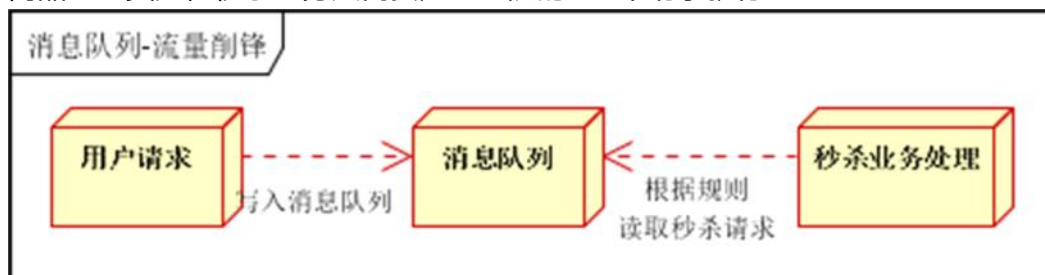 消息队列-流量削锋
用户请求
写入消息队列
消息队列
根据规则
读取秒杀请求
秒杀业务处理